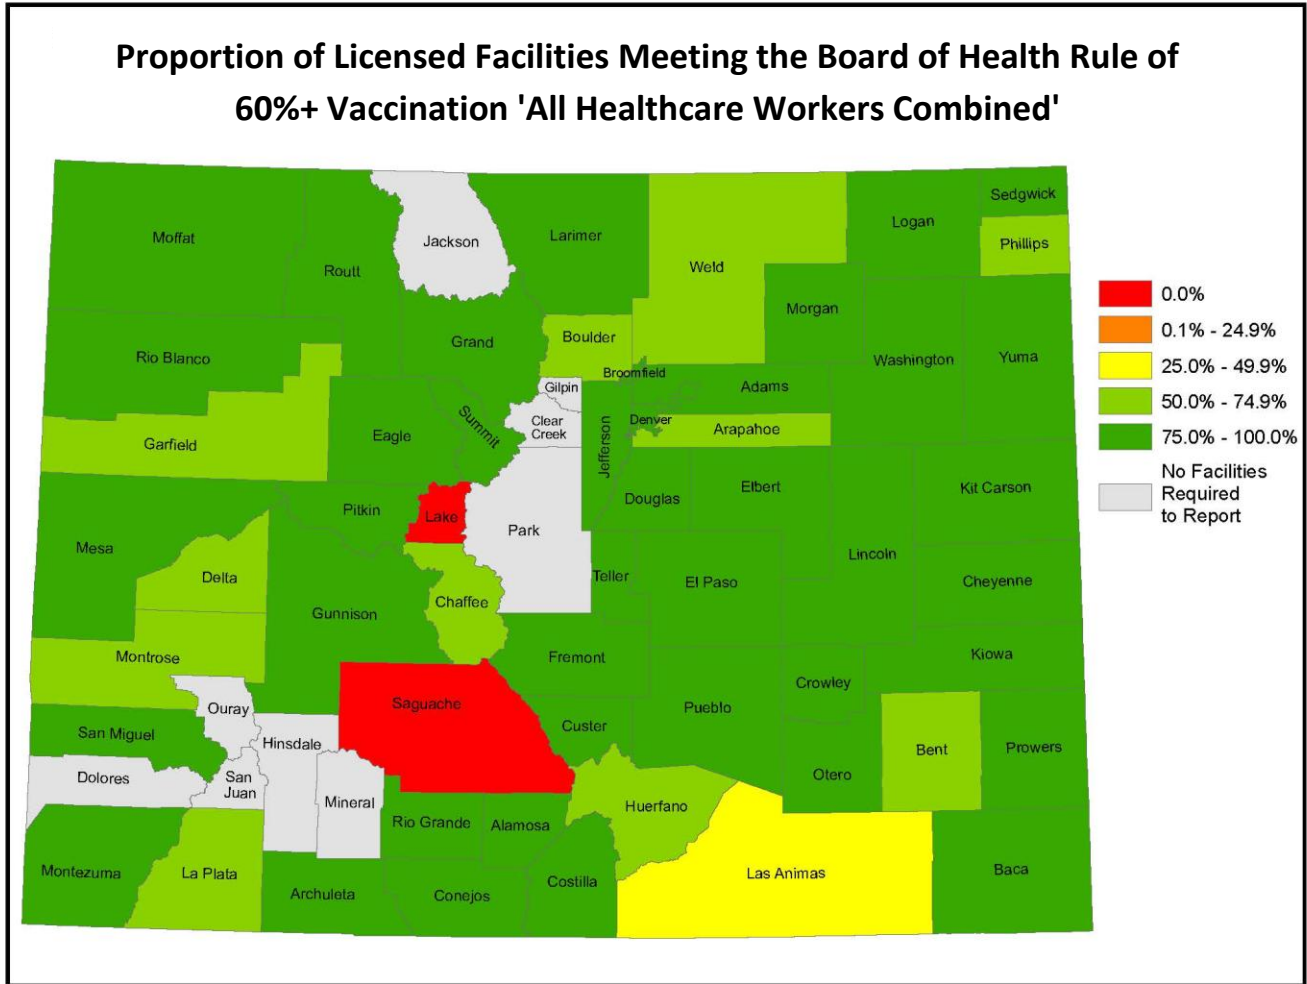 Proportion of Licensed Facilities Meeting the Board of Health Rule of
60%+ Vaccination 'All Healthcare Workers Combined'
Moffat
Routt
Jackson
Larimer
Weld
Logan
Sedgwick
Phillips
Morgan
Rio Blanco
Grand
Boulder
Broomfield
Washington
Yuma
Gilpin
Adams
Garfield
Eagle
Summit
Clear
Creek
Jefferson
Denver
Arapahoe
Pitkin
Lake
Park
Douglas
Elbert
Kit Carson
Mesa
Delta
Gunnison
Chaffee
Teller
El Paso
Lincoln
Cheyenne
Montrose
Fremont
Kiowa
Ouray
Saguache
Crowley
San Miguel
Hinsdale
Custer
Pueblo
Bent
Prowers
Dolores
San
Juan
Mineral
Otero
Rio Grande
Alamosa
Huerfano
Montezuma
La Plata
Archuleta
Conejos
Costilla
Las Animas
Baca
0.0%
0.1% - 24.9%
25.0% - 49.9%
50.0% - 74.9%
75.0% - 100.0%
No Facilities
Required
to Report